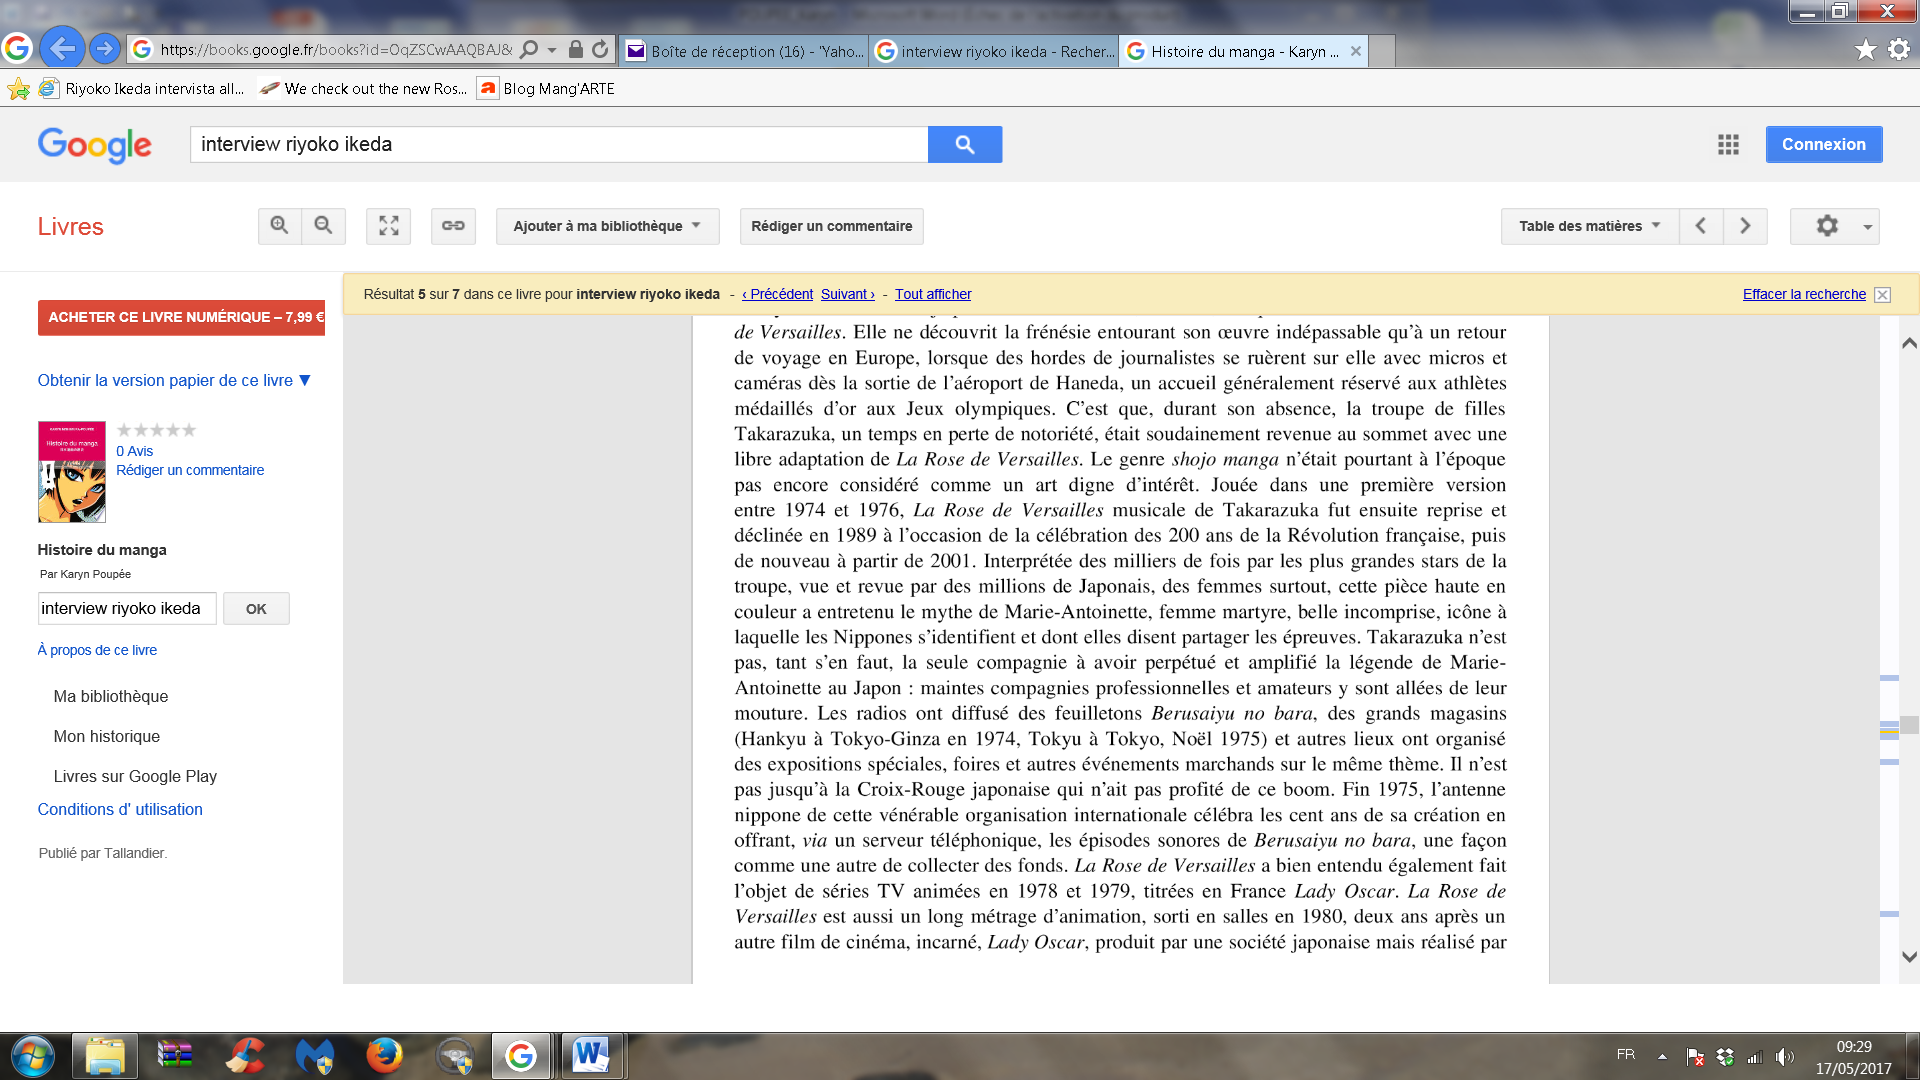 https://books.google.fr/books?id=OqZSCwAAQBAJ&
Boîte de réception (16) - 'Yaho...
interview riyoko ikeda - Recher...
Histoire du manga - Karyn ...
Riyoko Ikeda intervista all...
We check out the new Ros...
Blog Mang'ARTE
Google
interview riyoko ikeda
Connexion
Livres
Ajouter à ma bibliothèque
Rédiger un commentaire
Table des matières
Résultat 5 sur 7 dans ce livre pour interview riyoko ikeda - ‹ Précédent Suivant › - Tout afficher
Effacer la recherche
ACHETER CE LIVRE NUMÉRIQUE – 7,99 €
Obtenir la version papier de ce livre ▼
Histoire du manga
0 Avis
Rédiger un commentaire
Histoire du manga
Par Karyn Poupée
interview riyoko ikeda
OK
À propos de ce livre
Ma bibliothèque
Mon historique
Livres sur Google Play
Conditions d' utilisation
Publié par Tallandier.
de Versailles. Elle ne découvrit la frénésie entourant son œuvre indépassable qu’à un retour
de voyage en Europe, lorsque des hordes de journalistes se ruèrent sur elle avec micros et
caméras dès la sortie de l’aéroport de Haneda, un accueil généralement réservé aux athlètes
médaillés d’or aux Jeux olympiques. C’est que, durant son absence, la troupe de filles
Takarazuka, un temps en perte de notoriété, était soudainement revenue au sommet avec une
libre adaptation de La Rose de Versailles. Le genre shojo manga n’était pourtant à l’époque
pas encore considéré comme un art digne d’intérêt. Jouée dans une première version
entre 1974 et 1976, La Rose de Versailles musicale de Takarazuka fut ensuite reprise et
déclinée en 1989 à l’occasion de la célébration des 200 ans de la Révolution française, puis
de nouveau à partir de 2001. Interprétée des milliers de fois par les plus grandes stars de la
troupe, vue et revue par des millions de Japonais, des femmes surtout, cette pièce haute en
couleur a entretenu le mythe de Marie-Antoinette, femme martyre, belle incomprise, icône à
laquelle les Nippones s’identifient et dont elles disent partager les épreuves. Takarazuka n’est
pas, tant s’en faut, la seule compagnie à avoir perpétué et amplifié la légende de Marie-
Antoinette au Japon : maintes compagnies professionnelles et amateurs y sont allées de leur
mouture. Les radios ont diffusé des feuilletons Berusaiyu no bara, des grands magasins
(Hankyu à Tokyo-Ginza en 1974, Tokyu à Tokyo, Noël 1975) et autres lieux ont organisé
des expositions spéciales, foires et autres événements marchands sur le même thème. Il n’est
pas jusqu’à la Croix-Rouge japonaise qui n’ait pas profité de ce boom. Fin 1975, l’antenne
nippone de cette vénérable organisation internationale célébra les cent ans de sa création en
offrant, via un serveur téléphonique, les épisodes sonores de Berusaiyu no bara, une façon
comme une autre de collecter des fonds. La Rose de Versailles a bien entendu également fait
l’objet de séries TV animées en 1978 et 1979, titrées en France Lady Oscar. La Rose de
Versailles est aussi un long métrage d’animation, sorti en salles en 1980, deux ans après un
autre film de cinéma, incarné, Lady Oscar, produit par une société japonaise mais réalisé par
FR
09:29
17/05/2017